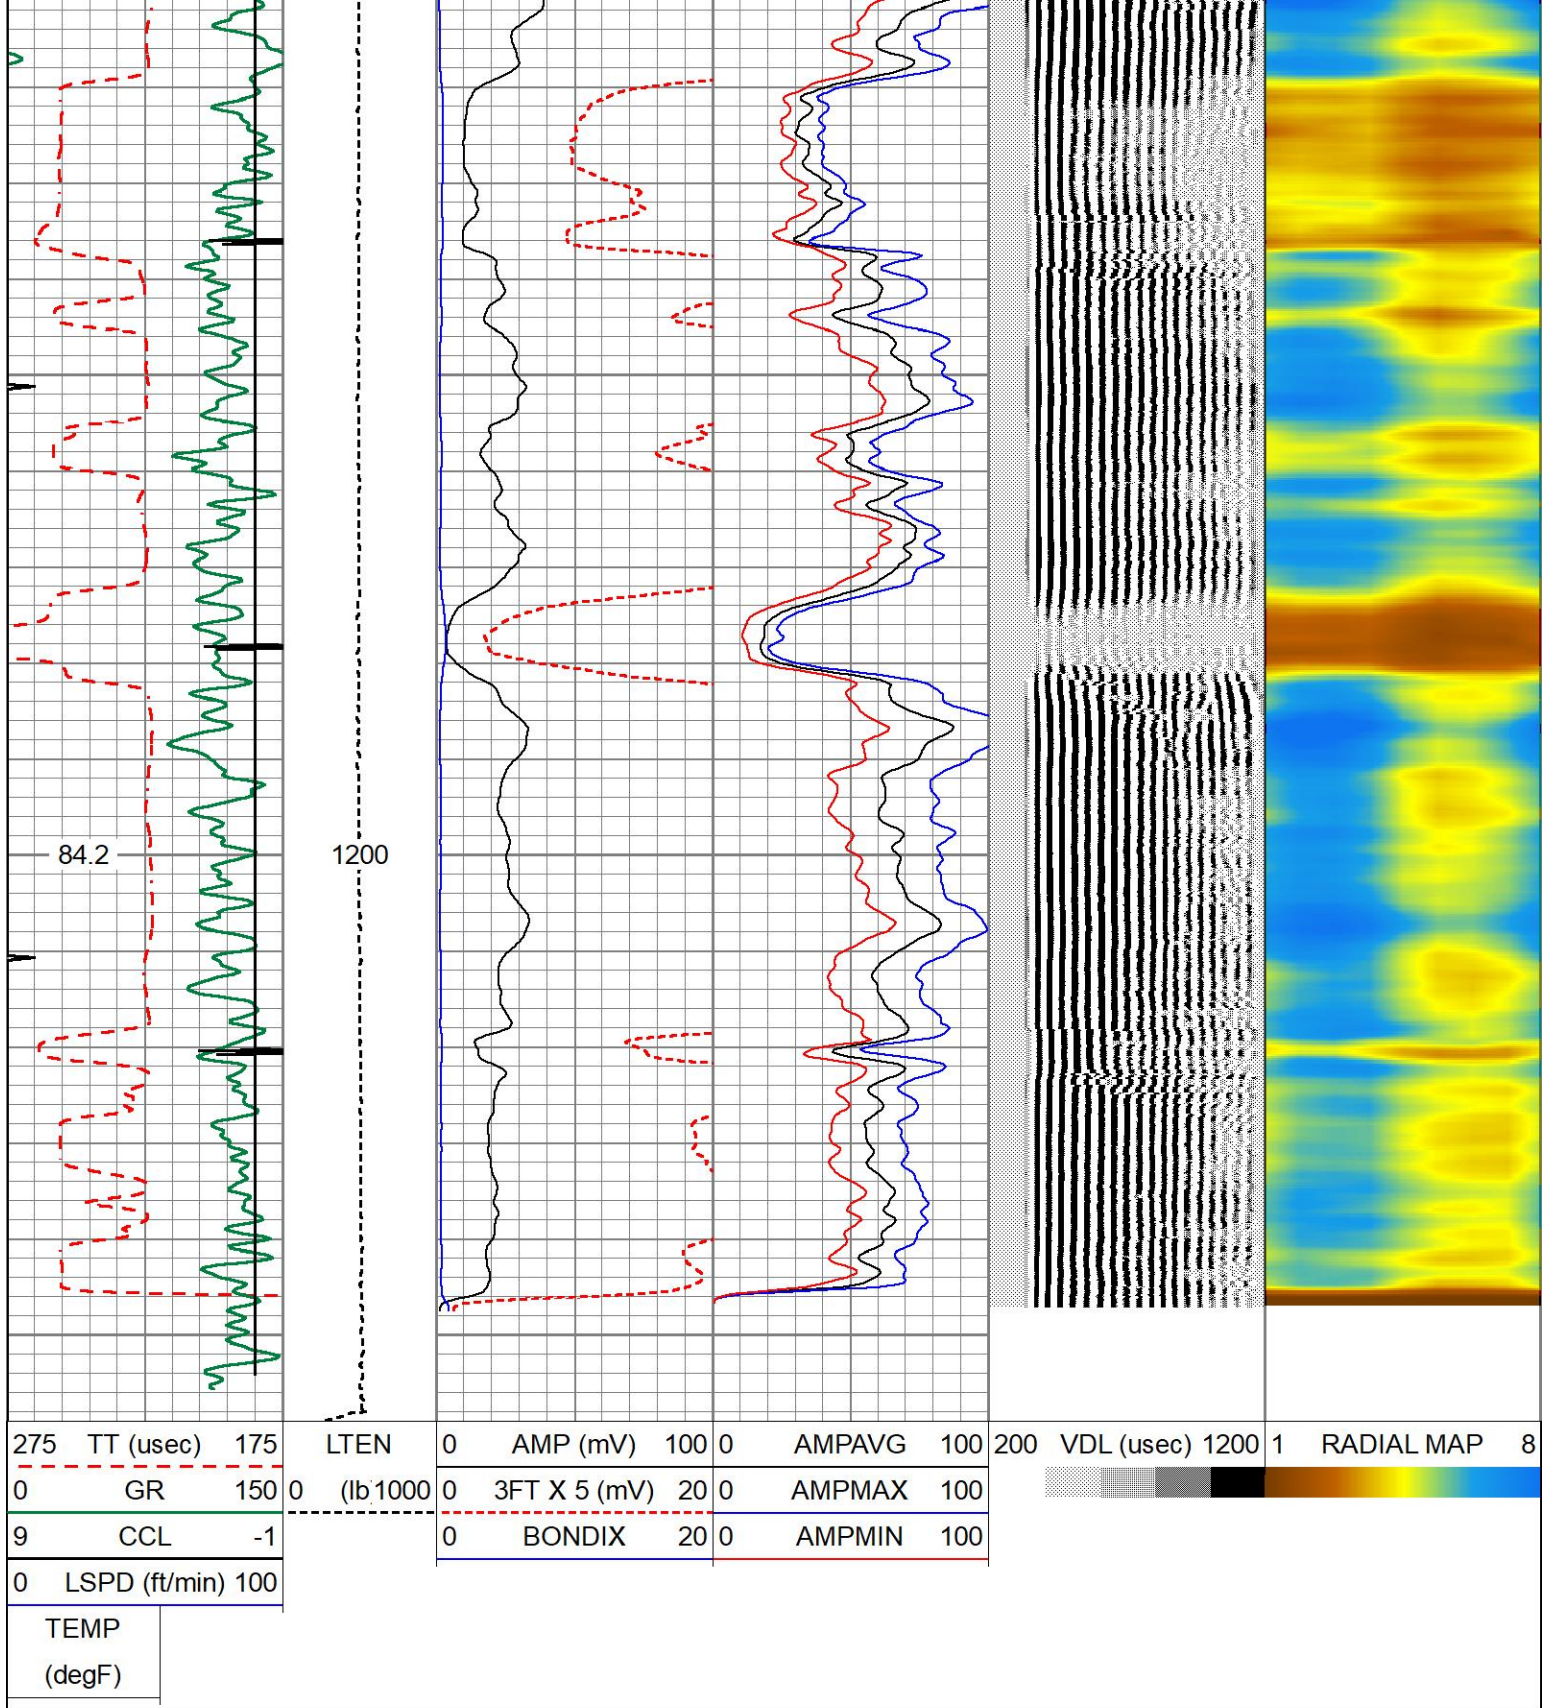 84.2 1200
275 TT (usec) 175 LTEN 0 AMP (mV) 100 0 AMPAVG 100 200 VDL (usec) 1200 1 RADIAL MAP 8
0 GR 150 0 (lb 1000 0 3FT X 5 (mV) 20 0 AMPMAX 100
9 CCL -1 0 BONDIX 20 0 AMPMIN 100
0 LSPD (ft/min) 100
TEMP
(degF)